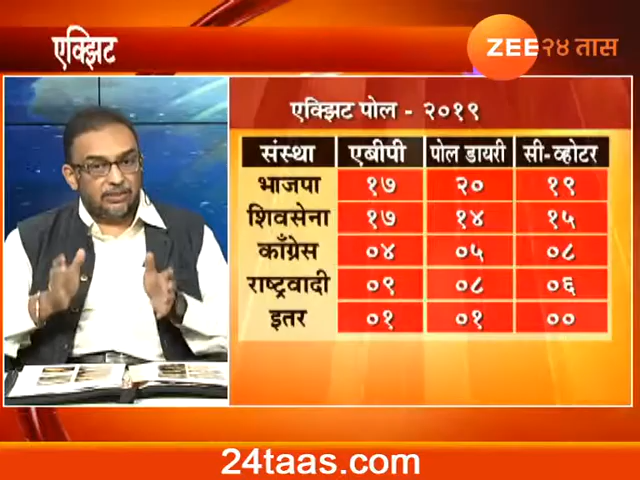 एक्झिट
ZEE २४ तास
एक्झिट पोल - २०१९
संस्था एबीपी पोल डायरी सी-व्होटर
भाजपा १७ २० १९
शिवसेना १७ १४ १५
काँग्रेस ०४ ०५ ०८
राष्ट्रवादी ०९ ०८ ०६
इतर ०१ ०१ ००
24taas.com